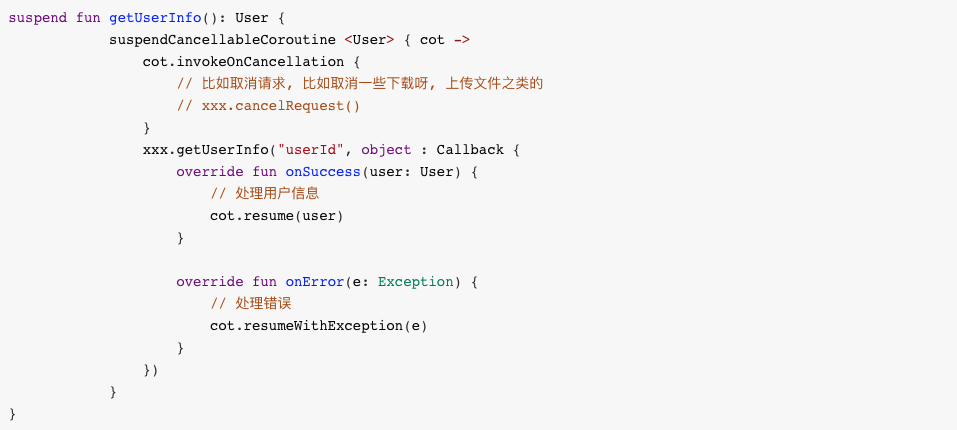 suspend fun getUserInfo(): User {
suspendCancellableCoroutine <User> { cot ->
cot.invokeOnCancellation {
// 比如取消请求, 比如取消一些下载呀, 上传文件之类的
// xxx.cancelRequest()
}
xxx.getUserInfo("userId", object : Callback {
override fun onSuccess(user: User) {
// 处理用户信息
cot.resume(user)
}
override fun onError(e: Exception) {
// 处理错误
cot.resumeWithException(e)
}
})
}
}